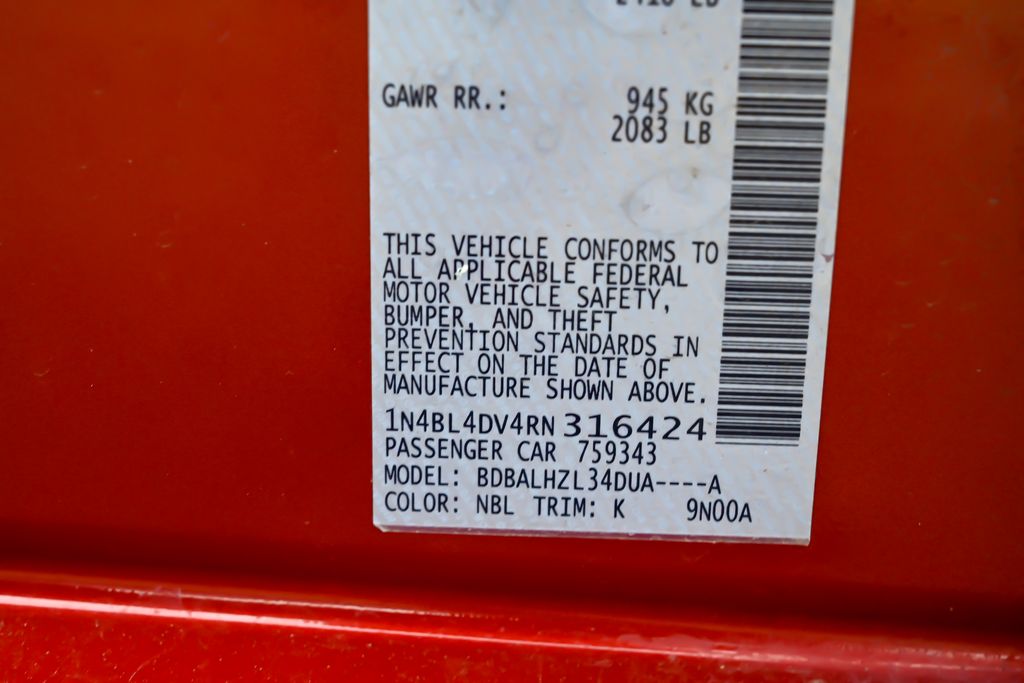 GAWR RR.: 945 KG
2083 LB
THIS VEHICLE CONFORMS TO
ALL APPLICABLE FEDERAL
MOTOR VEHICLE SAFETY,
BUMPER, AND THEFT
PREVENTION STANDARDS IN
EFFECT ON THE DATE OF
MANUFACTURE SHOWN ABOVE.
1N4BL4DV4RN316424
PASSENGER CAR 759343
MODEL: BDBALHZL34DUA----A
COLOR: NBL TRIM: K 9N00A